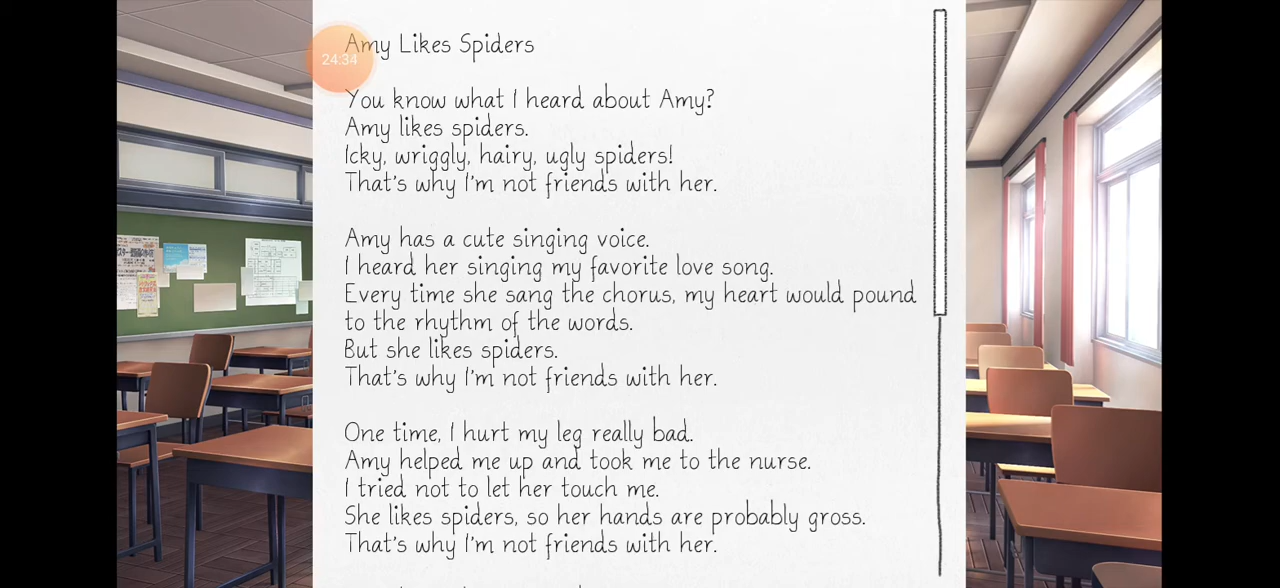 Amy Likes Spiders
24:34
You know what I heard about Amy?
Amy likes spiders.
Icky, wriggly, hairy, ugly spiders!
That's why I'm not friends with her.
Amy has a cute singing voice.
I heard her singing my favorite love song.
Every time she sang the chorus, my heart would pound
to the rhythm of the words.
But she likes spiders.
That's why I'm not friends with her.
One time, I hurt my leg really bad.
Amy helped me up and took me to the nurse.
I tried not to let her touch me.
She likes spiders, so her hands are probably gross.
That's why I'm not friends with her.